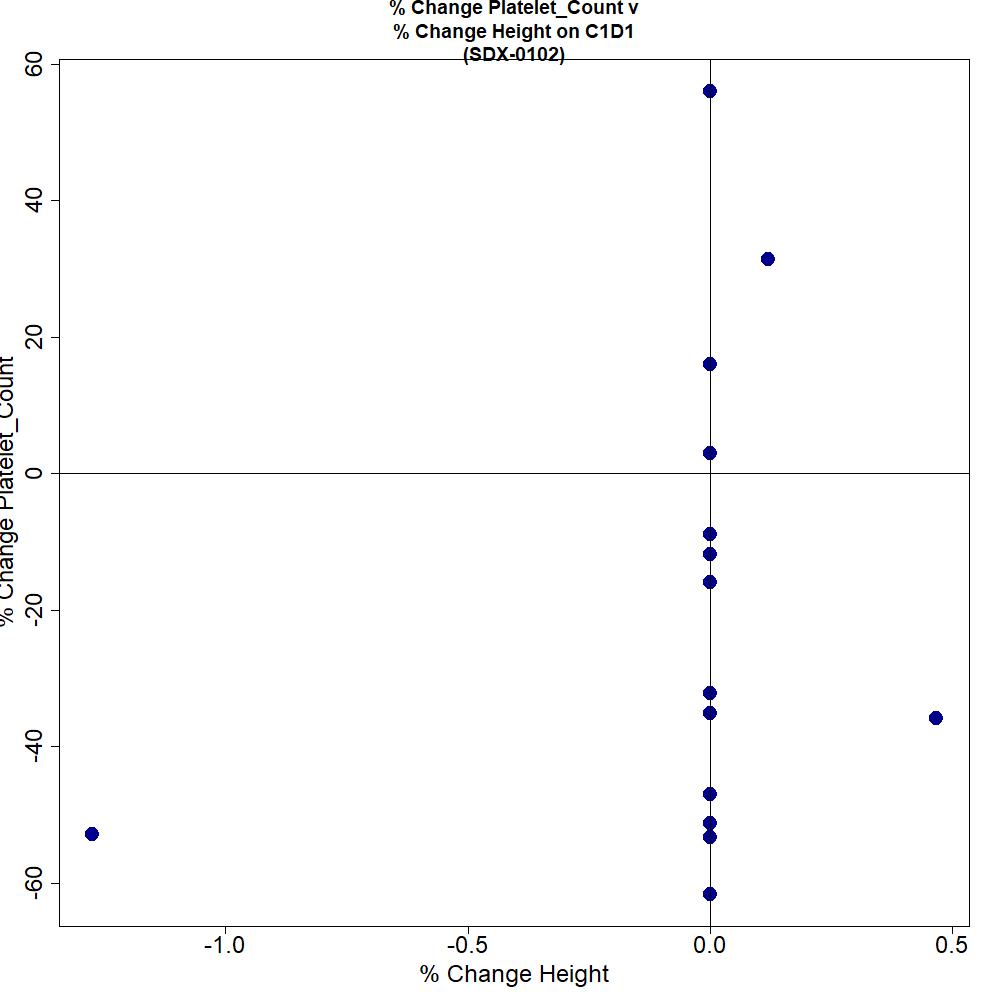 % Change Platelet_Count v
% Change Height on C1D1
(SDX-0102)
60
40
20
0
-20
-40
-60
% Change Platelet_Count
-1.0
-0.5
0.0
0.5
% Change Height